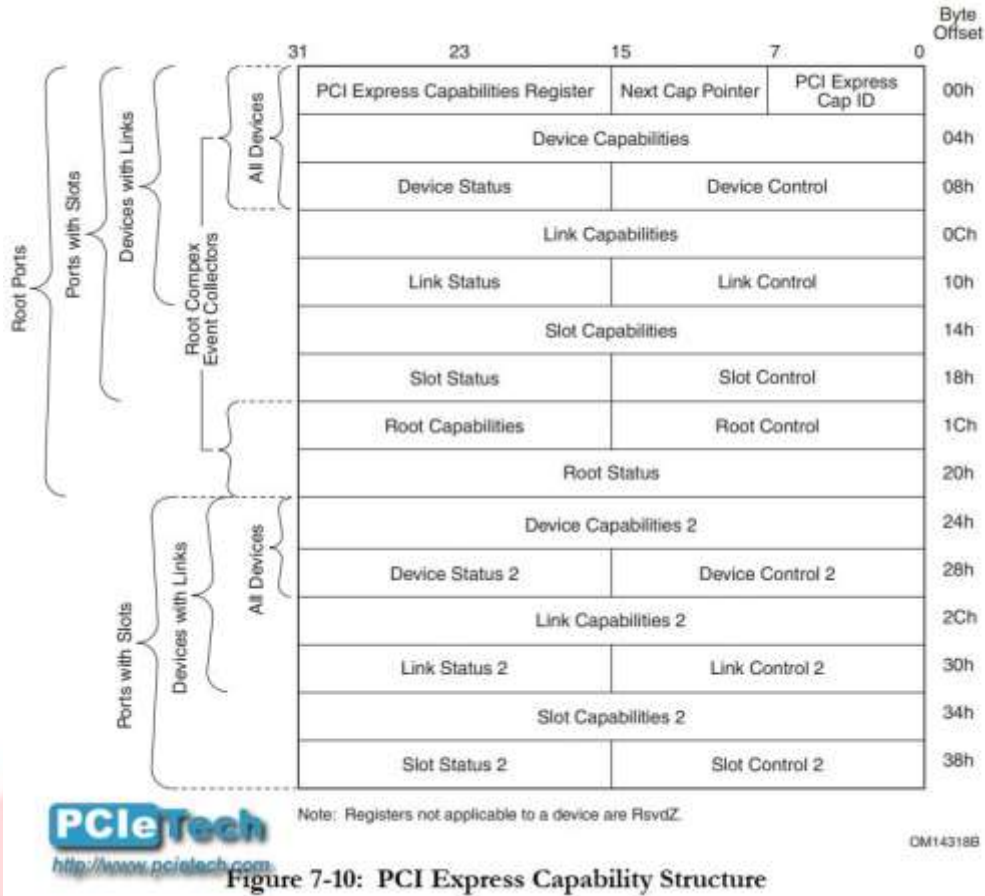 Byte
Offset
31 23 15 7 0
PCI Express Capabilities Register Next Cap Pointer PCI Express
Cap ID 00h
Device Capabilities 04h
Device Status Device Control 08h
Link Capabilities 0Ch
Link Status Link Control 10h
Slot Capabilities 14h
Slot Status Slot Control 18h
Root Capabilities Root Control 1Ch
Root Status 20h
Device Capabilities 2 24h
Device Status 2 Device Control 2 28h
Link Capabilities 2 2Ch
Link Status 2 Link Control 2 30h
Slot Capabilities 2 34h
Slot Status 2 Slot Control 2 38h
Root Ports
Ports with Slots
Devices with Links
Root Compex
Event Collectors
All Devices
Ports with Slots
Devices with Links
All Devices
Note: Registers not applicable to a device are RsvdZ.
OM14318B
PCIeTech
http://www.pcietech.com
Figure 7-10: PCI Express Capability Structure